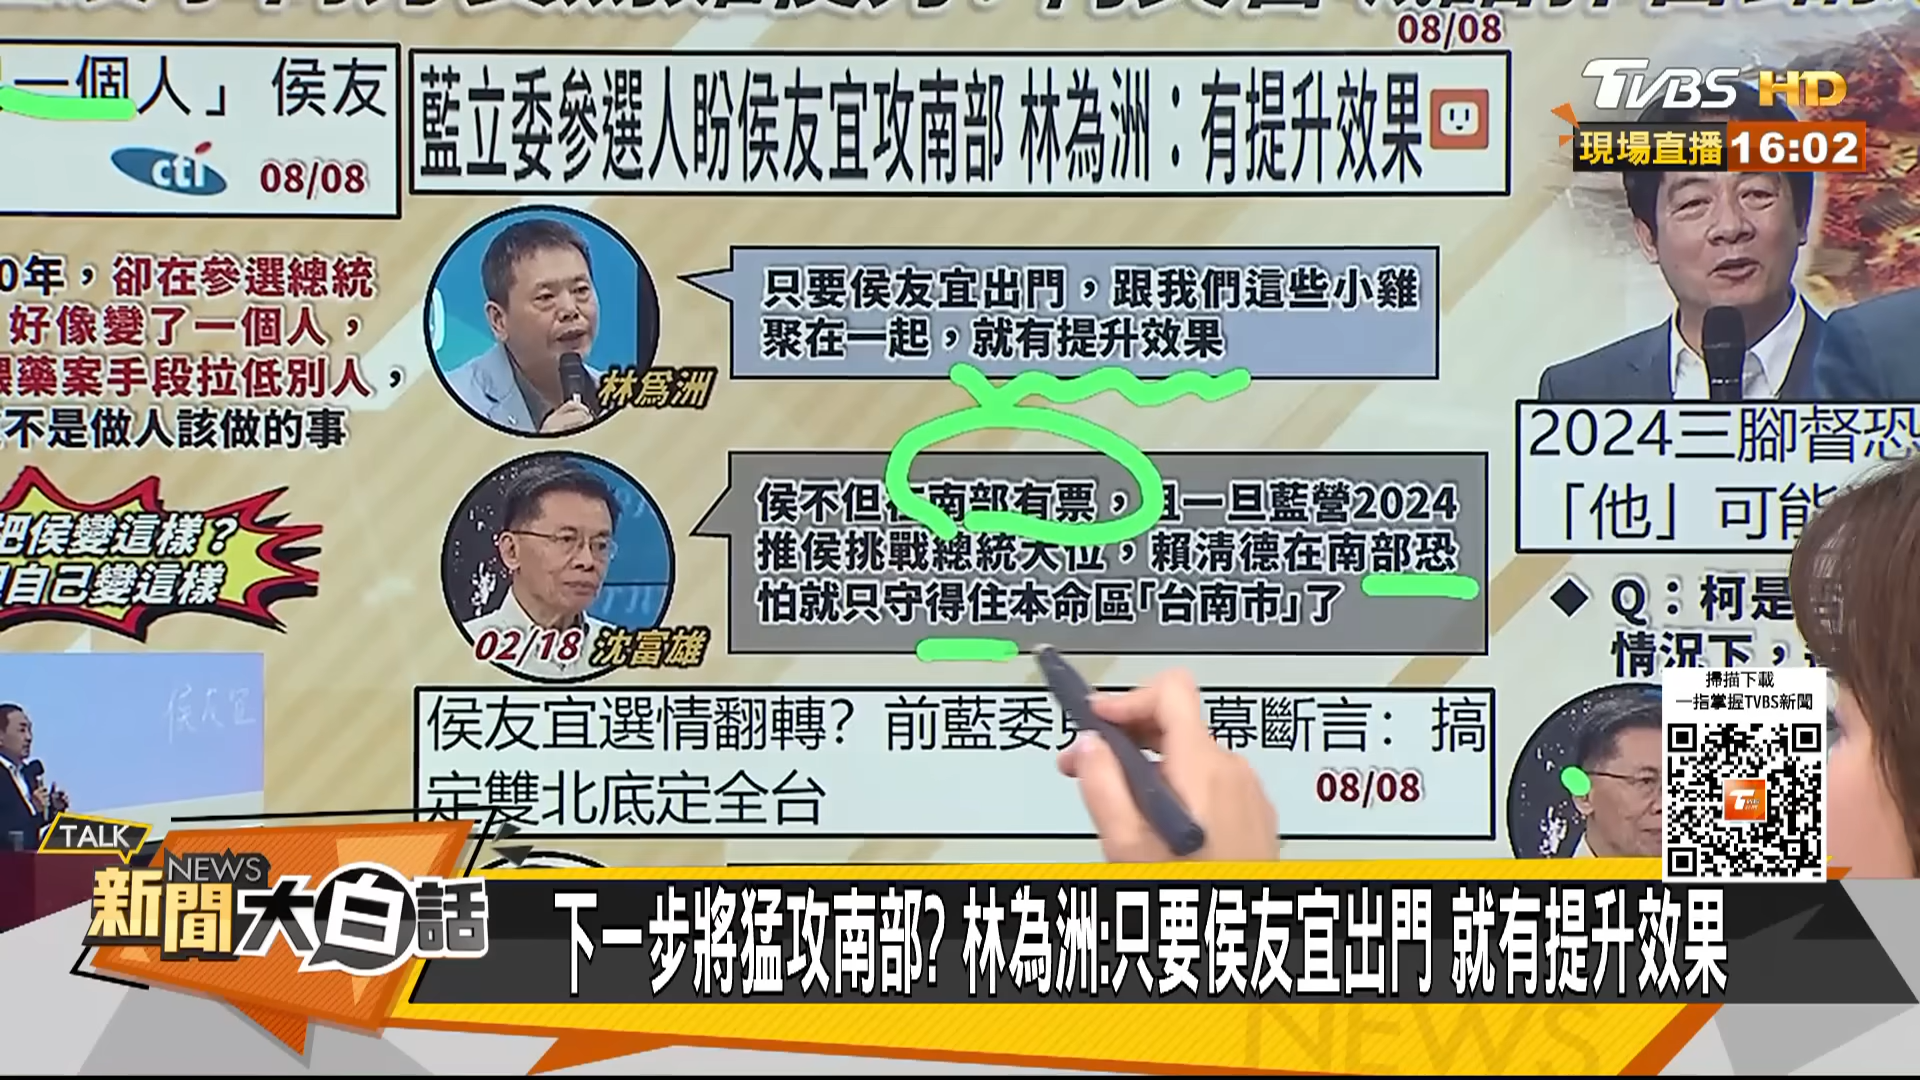 08/08
一個人」 侯友
cti 08/08
藍立委參選人盼侯友宜攻南部 林為洲：有提升效果
TVBS HD
現場直播 16:02
0年，卻在參選總統
好像變了一個人，
藥案手段拉低別人，
不是做人該做的事
只要侯友宜出門，跟我們這些小雞
聚在一起，就有提升效果
林為洲
把侯變這樣？
自己變這樣
侯不但在南部有票，且一旦藍營2024
推侯挑戰總統大位，賴清德在南部恐
怕就只守得住本命區「台南市」了
02/18 沈富雄
2024三腳督恐
「他」可能
◆ Q：柯是
情況下，
侯友宜
侯友宜選情翻轉？前藍委 幕斷言：搞
定雙北底定全台
08/08
掃描下載
一指掌握TVBS新聞
TALK
NEWS
新聞大白話
下一步將猛攻南部? 林為洲:只要侯友宜出門 就有提升效果
NEWS